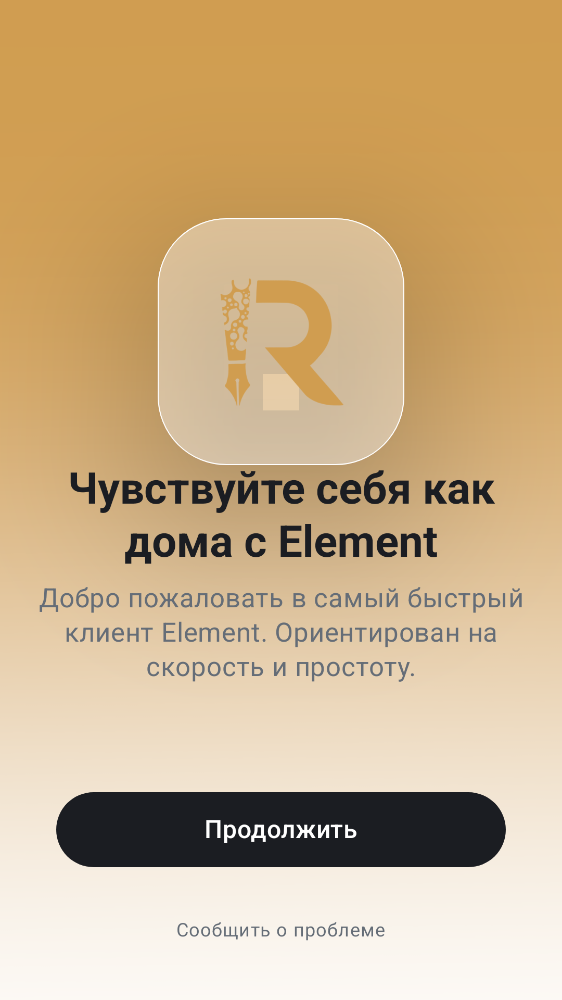 R
Чувствуйте себя как
дома с Element
Добро пожаловать в самый быстрый
клиент Element. Ориентирован на
скорость и простоту.
Продолжить
Сообщить о проблеме